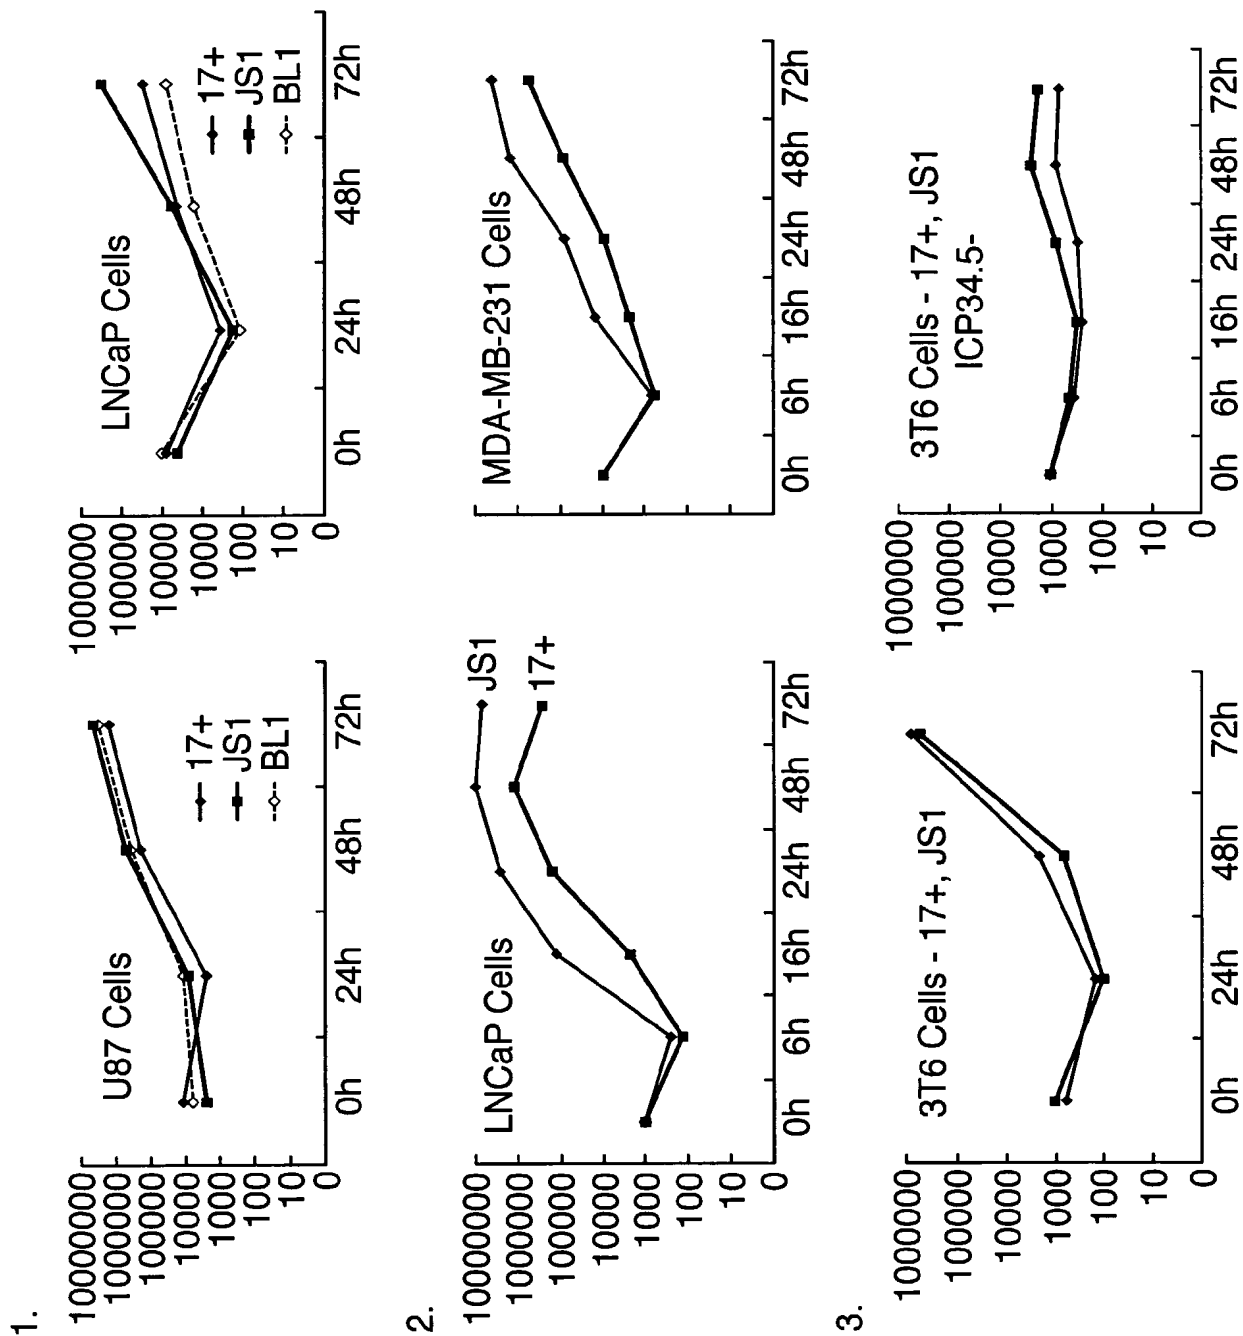 1.
U87 Cells
10000000
1000000
100000
10000
1000
100
10
0
0h 24h 48h 72h
17+
JS1
BL1
LNCaP Cells
1000000
100000
10000
1000
100
10
0
0h 24h 48h 72h
17+
JS1
BL1
2.
LNCaP Cells
10000000
1000000
100000
10000
1000
100
10
0
0h 6h 16h 24h 48h 72h
JS1
17+
MDA-MB-231 Cells
0h 6h 16h 24h 48h 72h
3.
3T6 Cells - 17+, JS1
1000000
100000
10000
1000
100
10
0
0h 24h 48h 72h
3T6 Cells - 17+, JS1
ICP34.5-
1000000
100000
10000
1000
100
10
0
0h 6h 16h 24h 48h 72h